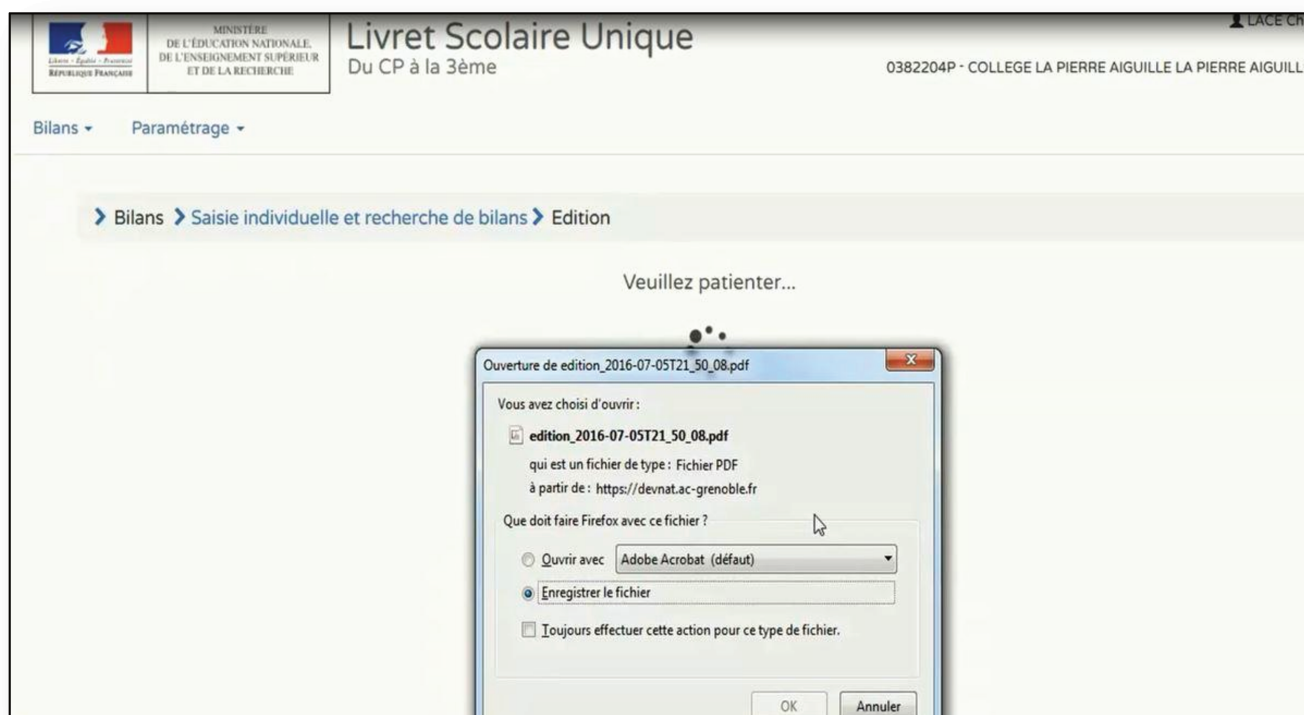 MINISTÈRE
DE L'ÉDUCATION NATIONALE,
DE L'ENSEIGNEMENT SUPÉRIEUR
ET DE LA RECHERCHE
Liberté • Égalité • Fraternité
RÉPUBLIQUE FRANÇAISE
Livret Scolaire Unique
Du CP à la 3ème
LACE Ch
0382204P - COLLEGE LA PIERRE AIGUILLE LA PIERRE AIGUILL
Bilans
Paramétrage
Bilans Saisie individuelle et recherche de bilans Edition
Veuillez patienter...
Ouverture de edition_2016-07-05T21_50_08.pdf
Vous avez choisi d'ouvrir :
edition_2016-07-05T21_50_08.pdf
qui est un fichier de type : Fichier PDF
à partir de : https://devnat.ac-grenoble.fr
Que doit faire Firefox avec ce fichier ?
Ouvrir avec Adobe Acrobat (défaut)
Enregistrer le fichier
Toujours effectuer cette action pour ce type de fichier.
OK Annuler